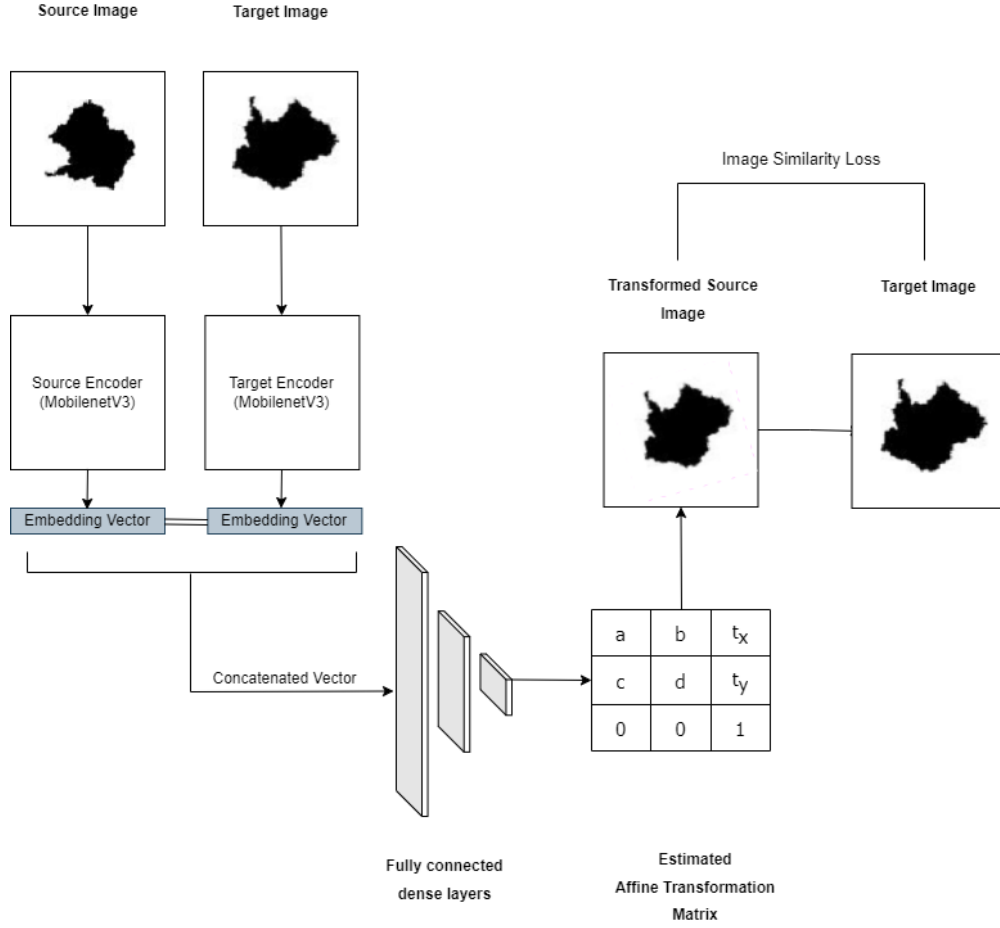 Source Image
Target Image
Source Encoder
(MobilenetV3)
Target Encoder
(MobilenetV3)
Embedding Vector
Embedding Vector
Concatenated Vector
Fully connected
dense layers
a b tx
c d ty
0 0 1
Estimated
Affine Transformation
Matrix
Image Similarity Loss
Transformed Source
Image
Target Image